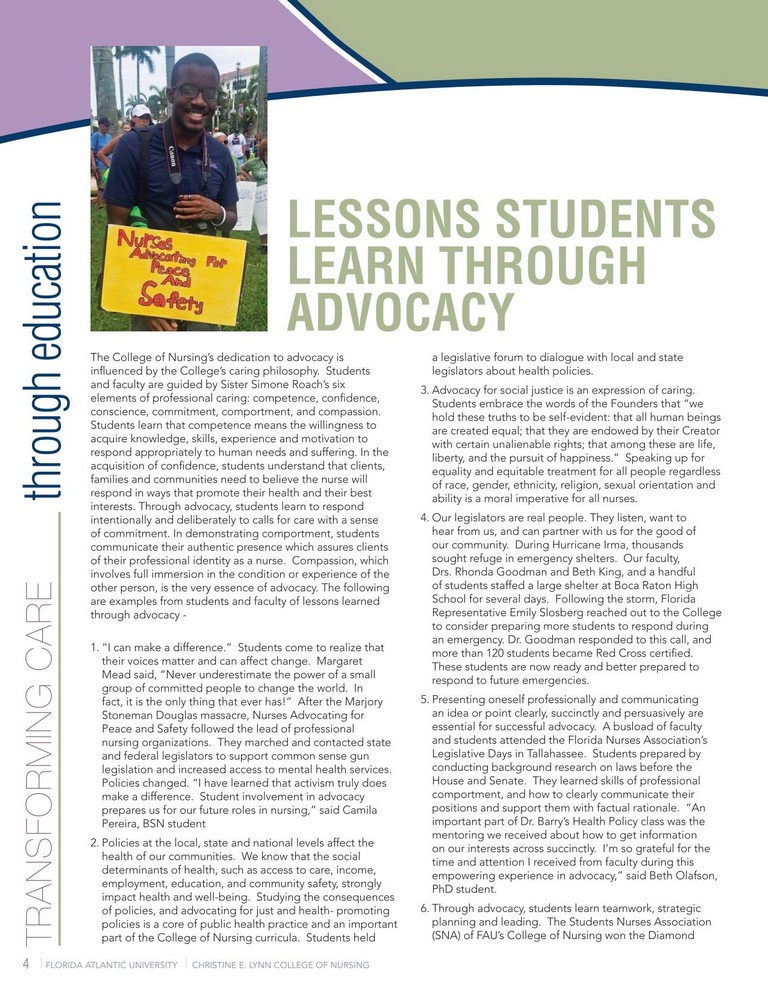 Canon
Nurses
Advocating For
Peace
And
Safety
LESSONS STUDENTS
LEARN THROUGH
ADVOCACY
TRANSFORMING CARE through education
The College of Nursing's dedication to advocacy is
influenced by the College's caring philosophy.  Students
and faculty are guided by Sister Simone Roach's six
elements of professional caring: competence, confidence,
conscience, commitment, comportment, and compassion.
Students learn that competence means the willingness to
acquire knowledge, skills, experience and motivation to
respond appropriately to human needs and suffering. In the
acquisition of confidence, students understand that clients,
families and communities need to believe the nurse will
respond in ways that promote their health and their best
interests. Through advocacy, students learn to respond
intentionally and deliberately to calls for care with a sense
of commitment. In demonstrating comportment, students
communicate their authentic presence which assures clients
of their professional identity as a nurse.  Compassion, which
involves full immersion in the condition or experience of the
other person, is the very essence of advocacy. The following
are examples from students and faculty of lessons learned
through advocacy -
1. "I can make a difference."  Students come to realize that
their voices matter and can affect change.  Margaret
Mead said, "Never underestimate the power of a small
group of committed people to change the world.  In
fact, it is the only thing that ever has!"  After the Marjory
Stoneman Douglas massacre, Nurses Advocating for
Peace and Safety followed the lead of professional
nursing organizations.  They marched and contacted state
and federal legislators to support common sense gun
legislation and increased access to mental health services.
Policies changed. "I have learned that activism truly does
make a difference.  Student involvement in advocacy
prepares us for our future roles in nursing," said Camila
Pereira, BSN student
2. Policies at the local, state and national levels affect the
health of our communities.  We know that the social
determinants of health, such as access to care, income,
employment, education, and community safety, strongly
impact health and well-being.  Studying the consequences
of policies, and advocating for just and health- promoting
policies is a core of public health practice and an important
part of the College of Nursing curricula.  Students held
a legislative forum to dialogue with local and state
legislators about health policies.
3. Advocacy for social justice is an expression of caring.
Students embrace the words of the Founders that "we
hold these truths to be self-evident: that all human beings
are created equal; that they are endowed by their Creator
with certain unalienable rights; that among these are life,
liberty, and the pursuit of happiness."  Speaking up for
equality and equitable treatment for all people regardless
of race, gender, ethnicity, religion, sexual orientation and
ability is a moral imperative for all nurses.
4. Our legislators are real people. They listen, want to
hear from us, and can partner with us for the good of
our community.  During Hurricane Irma, thousands
sought refuge in emergency shelters.  Our faculty,
Drs. Rhonda Goodman and Beth King, and a handful
of students staffed a large shelter at Boca Raton High
School for several days.  Following the storm, Florida
Representative Emily Slosberg reached out to the College
to consider preparing more students to respond during
an emergency. Dr. Goodman responded to this call, and
more than 120 students became Red Cross certified.
These students are now ready and better prepared to
respond to future emergencies.
5. Presenting oneself professionally and communicating
an idea or point clearly, succinctly and persuasively are
essential for successful advocacy.  A busload of faculty
and students attended the Florida Nurses Association's
Legislative Days in Tallahassee.  Students prepared by
conducting background research on laws before the
House and Senate.  They learned skills of professional
comportment, and how to clearly communicate their
positions and support them with factual rationale.  "An
important part of Dr. Barry's Health Policy class was the
mentoring we received about how to get information
on our interests across succinctly.  I'm so grateful for the
time and attention I received from faculty during this
empowering experience in advocacy," said Beth Olafson,
PhD student.
6. Through advocacy, students learn teamwork, strategic
planning and leading.  The Students Nurses Association
(SNA) of FAU's College of Nursing won the Diamond
4 | FLORIDA ATLANTIC UNIVERSITY | CHRISTINE E. LYNN COLLEGE OF NURSING